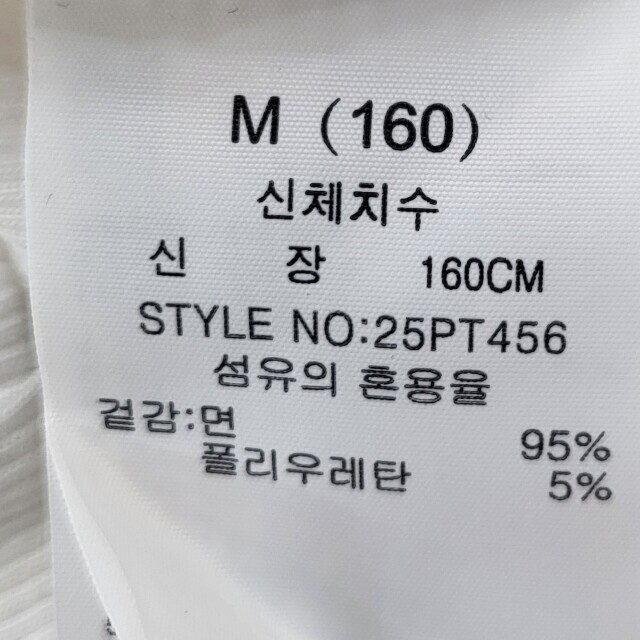 M (160)
신체치수
신 장 160CM
STYLE NO:25PT456
섬유의 혼용율
겉감:면 95%
폴리우레탄 5%